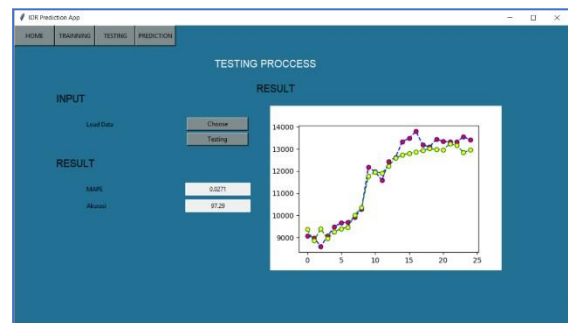 IDR Prediction App
HOME TRAINNING TESTING PREDICTION
TESTING PROCCESS
INPUT
Load Data
Choose
Testing
RESULT
MAPE 0.0271
Akurasi 97.29
RESULT
14000
13000
12000
11000
10000
9000
0 5 10 15 20 25